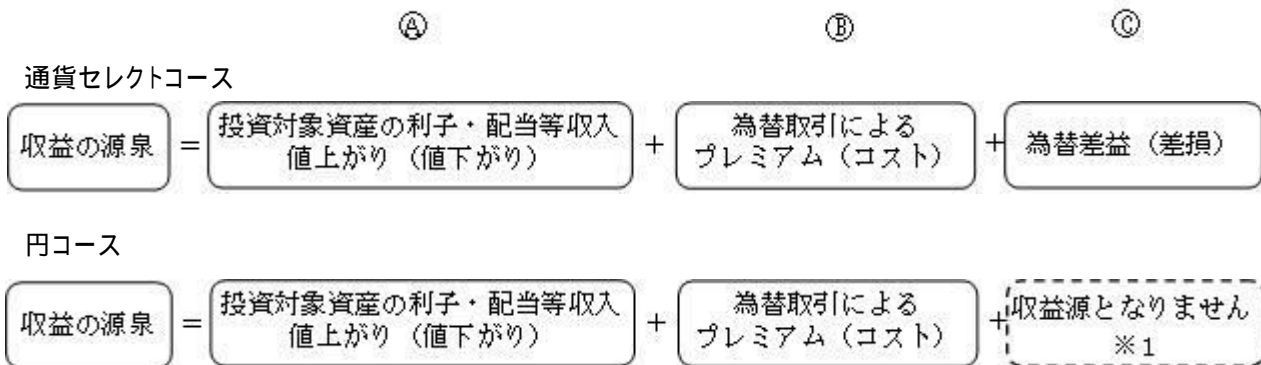 Ⓐ Ⓑ Ⓒ
通貨セレクトコース
収益の源泉 = 投資対象資産の利子・配当等収入 値上がり（値下がり） + 為替取引による プレミアム（コスト） + 為替差益（差損）
円コース
収益の源泉 = 投資対象資産の利子・配当等収入 値上がり（値下がり） + 為替取引による プレミアム（コスト） + 収益源となりません ※1